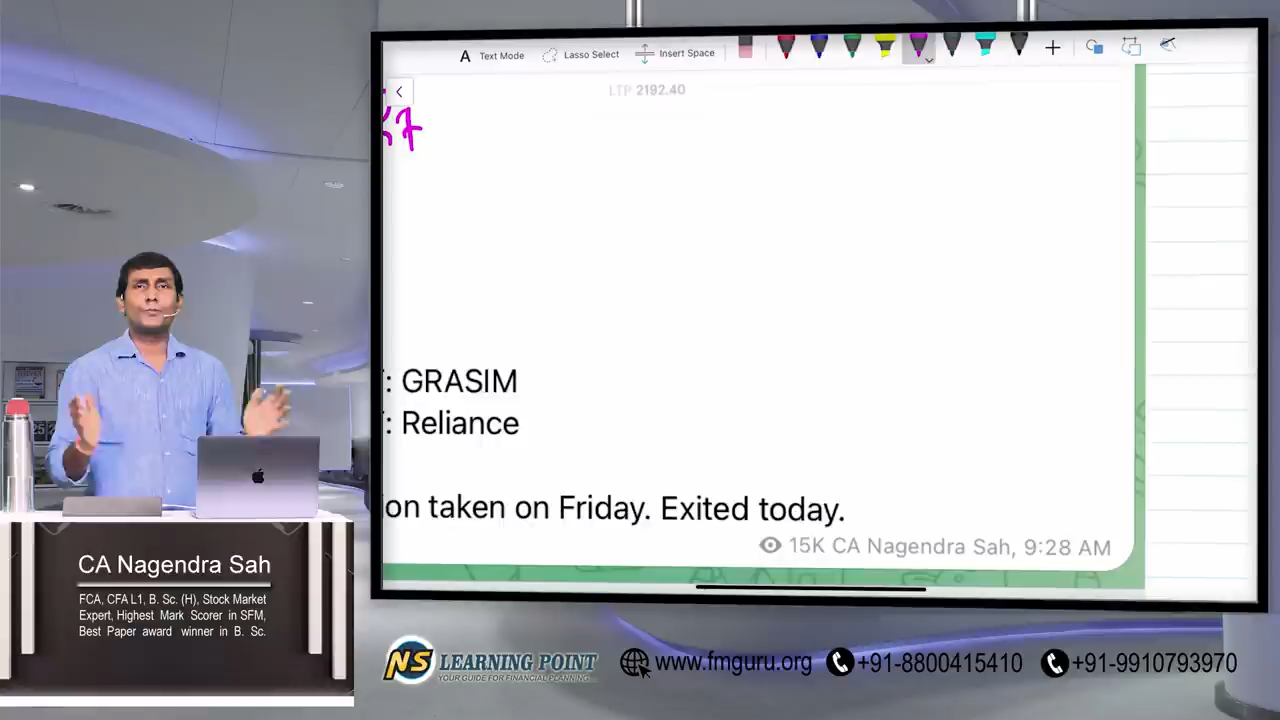 Text Mode
Lasso Select
Insert Space
LTP 2192.40
: GRASIM
: Reliance
on taken on Friday. Exited today.
15K CA Nagendra Sah, 9:28 AM
CA Nagendra Sah
FCA, CFA L1, B. Sc. (H), Stock Market
Expert, Highest Mark Scorer in SFM,
Best Paper award winner in B. Sc.
NS LEARNING POINT
YOUR GUIDE FOR FINANCIAL PLANNING...
www.fmguru.org
+91-8800415410
+91-9910793970